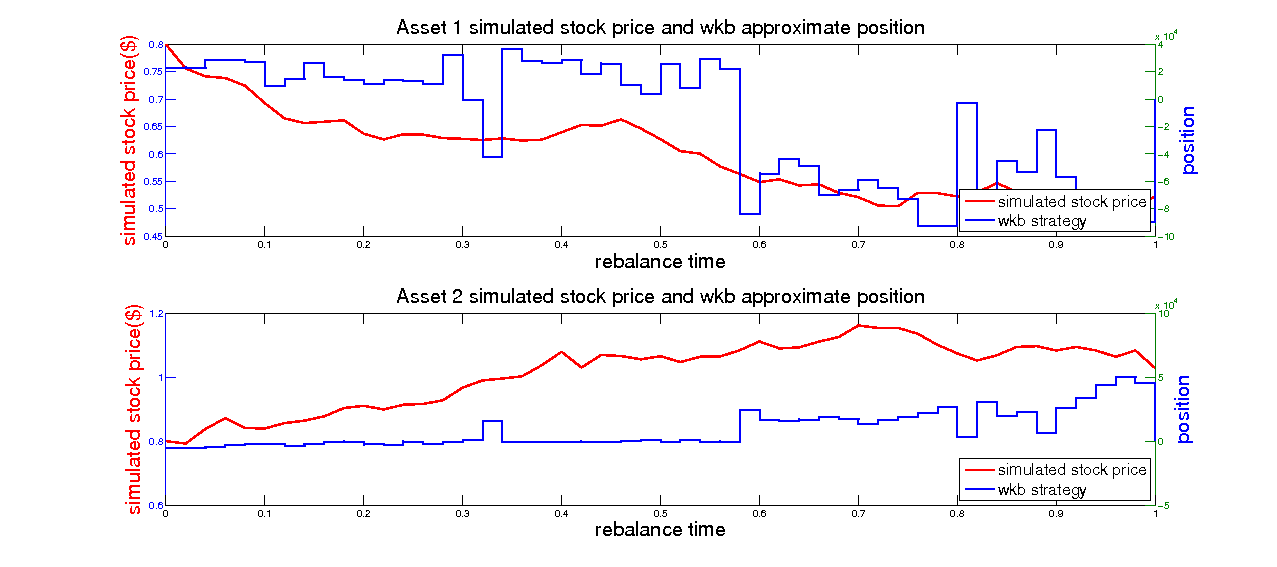 Asset 1 simulated stock price and wkb approximate position
x 10^4
simulated stock price($)
0.8
0.75
0.7
0.65
0.6
0.55
0.5
0.45
4
2
0
−2
−4
−6
−8
−10
position
simulated stock price
wkb strategy
0 0.1 0.2 0.3 0.4 0.5 0.6 0.7 0.8 0.9 1
rebalance time
Asset 2 simulated stock price and wkb approximate position
x 10^4
simulated stock price($)
1.2
1
0.8
0.6
10
5
0
−5
position
simulated stock price
wkb strategy
0 0.1 0.2 0.3 0.4 0.5 0.6 0.7 0.8 0.9 1
rebalance time